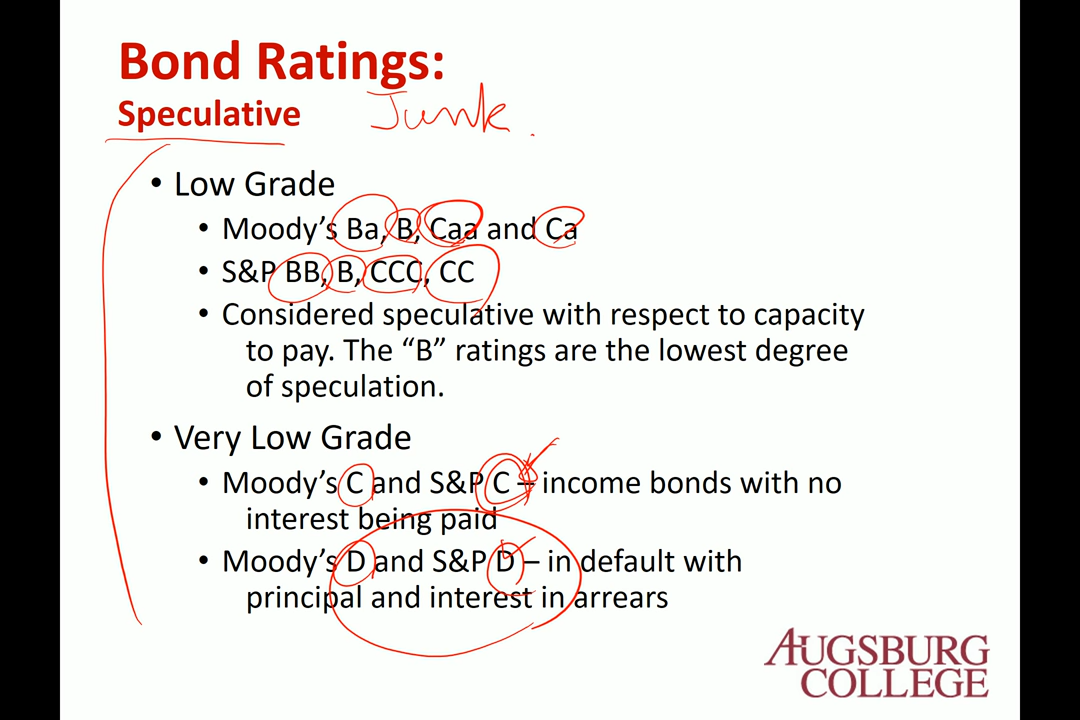 Bond Ratings:
Speculative Junk.
• Low Grade
• Moody's Ba, B, Caa and Ca
• S&P BB, B, CCC, CC
• Considered speculative with respect to capacity
to pay. The “B” ratings are the lowest degree
of speculation.
• Very Low Grade
• Moody's C and S&P C – income bonds with no
interest being paid
• Moody's D and S&P D – in default with
principal and interest in arrears
AUGSBURG
COLLEGE